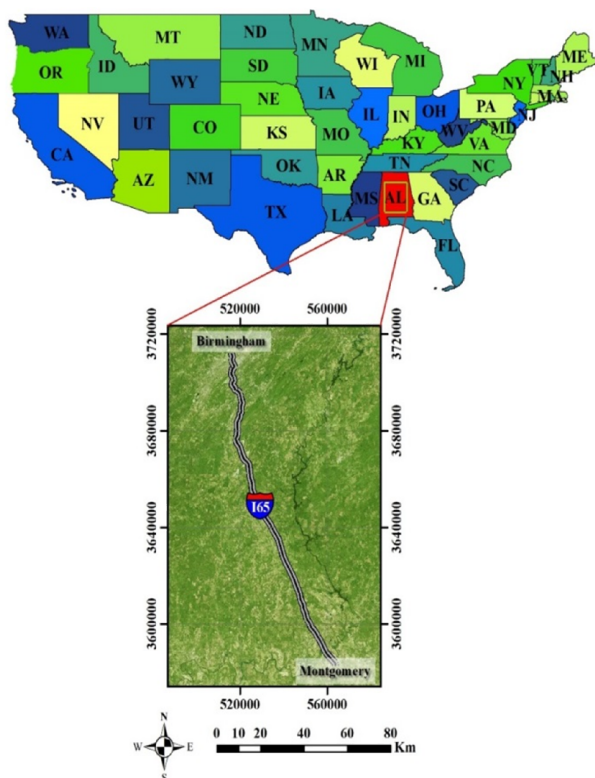 WA
MT
ND
MN
ME
OR
ID
SD
WI
MI
VT
NH
NY
WY
MA
NE
IA
PA
NV
IL
IN
OH
NJ
UT
CO
KS
MO
WV
MD
KY
VA
CA
TN
NC
AZ
NM
OK
AR
SC
TX
LA
MS
AL
GA
FL
520000 560000
3720000 3720000
Birmingham
3680000 3680000
I65
3640000 3640000
3600000 3600000
Montgomery
520000 560000
N
W E
S
0 10 20 40 60 80
Km